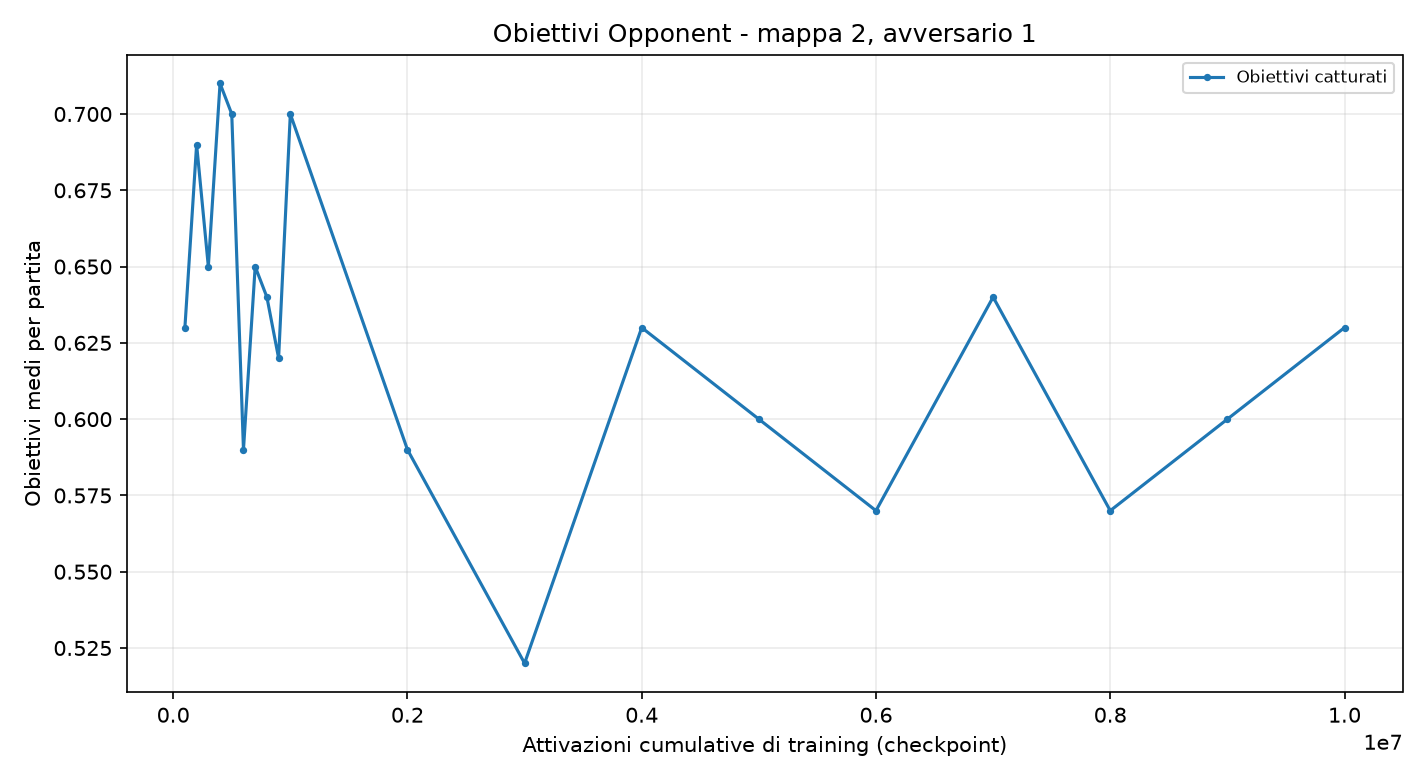 Obiettivi Opponent - mappa 2, avversario 1
Obiettivi catturati
Obiettivi medi per partita
0.700
0.675
0.650
0.625
0.600
0.575
0.550
0.525
0.0 0.2 0.4 0.6 0.8 1.0
1e7
Attivazioni cumulative di training (checkpoint)